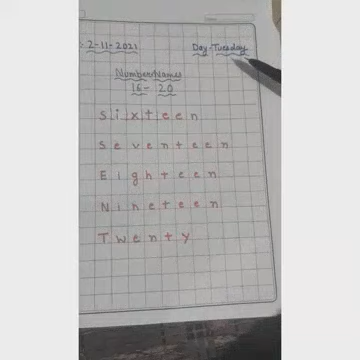 : 2-11-2021 Day-Tuesday
Number Names
16-20
Sixteen
Seventeen
Eighteen
Nineteen
Twenty